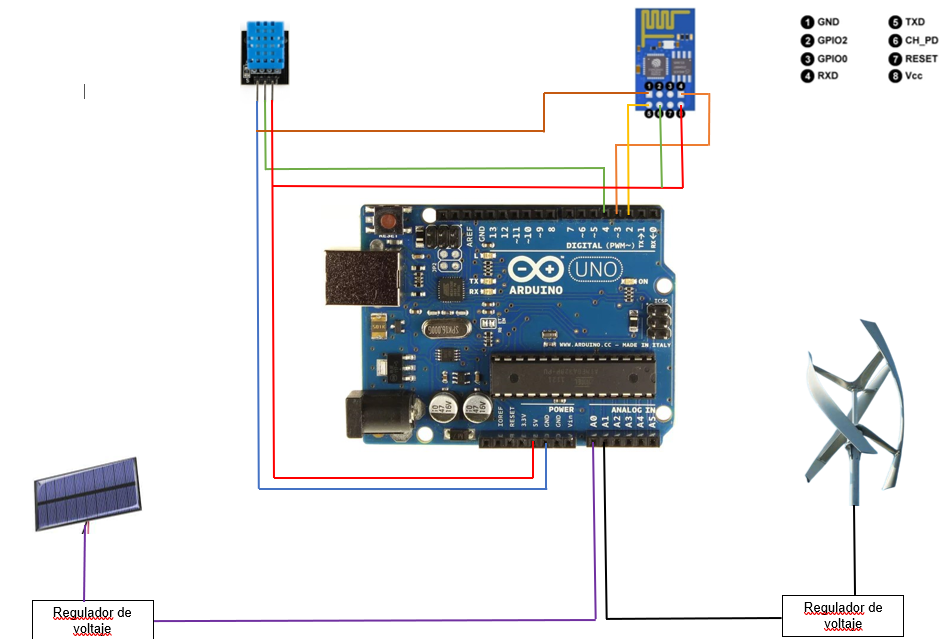 1 GND
2 GPIO2
3 GPIO0
4 RXD
5 TXD
6 CH_PD
7 RESET
8 Vcc
1 2 3 4
5 6 7 8
S
RESET
AREF
GND
13
12
~11
~10
~9
8
7
~6
~5
4
~3
2
TX→1
RX←0
DIGITAL (PWM~)
L
TX
RX
UNO
ARDUINO
ON
ICSP
WWW.ARDUINO.CC - MADE IN ITALY
IOREF
RESET
3.3V
5V
GND
GND
Vin
POWER
ANALOG IN
A0
A1
A2
A3
A4
A5
Regulador de
voltaje
Regulador de
voltaje